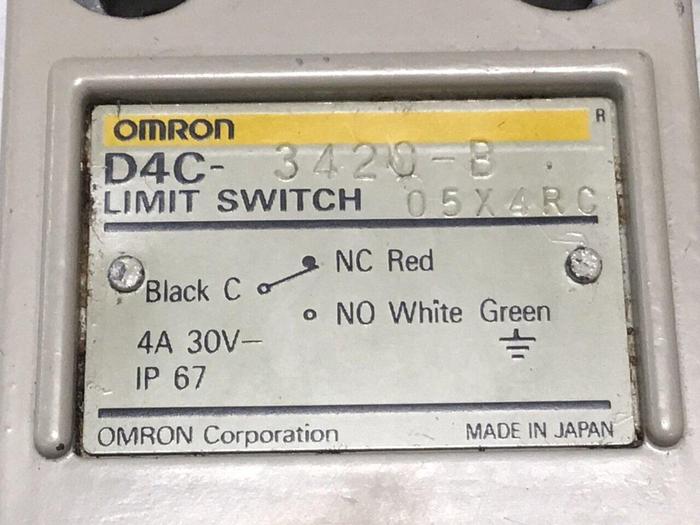 OMRON R
D4C- 3420-B
LIMIT SWITCH 05X4RC
NC Red
Black C
NO White Green
4A 30V⎓
IP 67
OMRON Corporation MADE IN JAPAN